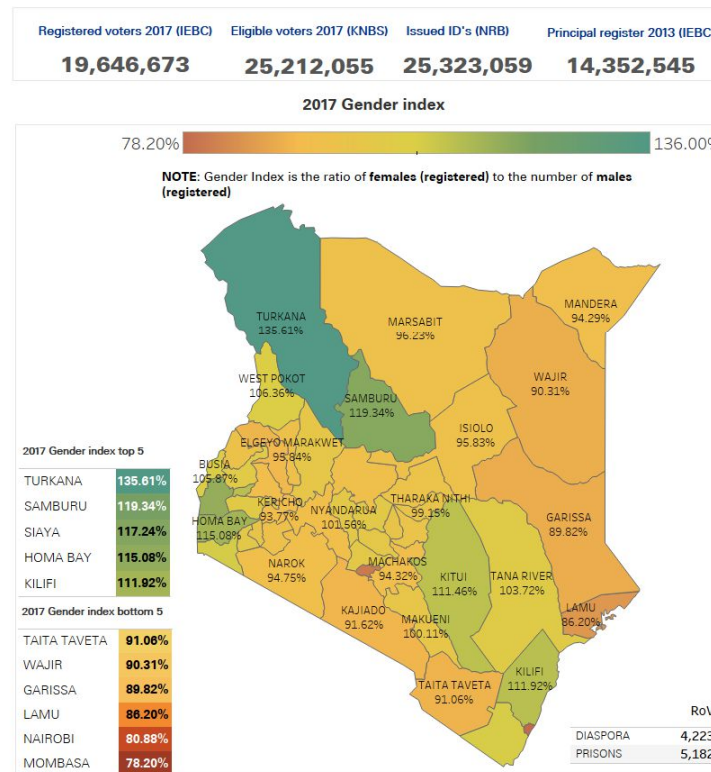 Registered voters 2017 (IEBC) Eligible voters 2017 (KNBS) Issued ID's (NRB) Principal register 2013 (IEBC
19,646,673 25,212,055 25,323,059 14,352,545
2017 Gender index
78.20% 136.00%
NOTE: Gender Index is the ratio of females (registered) to the number of males
(registered)
MANDERA
94.29%
TURKANA
135.61%
MARSABIT
96.23%
WAJIR
90.31%
WEST POKOT
106.36%
SAMBURU
119.34%
ISIOLO
95.83%
ELGEYO MARAKWET
95.84%
BUSIA
105.87%
THARAKA NITHI
99.15%
KERICHO
93.77%
NYANDARUA
101.56%
GARISSA
89.82%
HOMA BAY
115.08%
NAROK
94.75%
MACHAKOS
94.32%
KITUI
111.46%
TANA RIVER
103.72%
KAJIADO
91.62%
MAKUENI
100.11%
LAMU
86.20%
KILIFI
111.92%
TAITA TAVETA
91.06%
2017 Gender index top 5
TURKANA 135.61%
SAMBURU 119.34%
SIAYA 117.24%
HOMA BAY 115.08%
KILIFI 111.92%
2017 Gender index bottom 5
TAITA TAVETA 91.06%
WAJIR 90.31%
GARISSA 89.82%
LAMU 86.20%
NAIROBI 80.88%
MOMBASA 78.20%
RoV
DIASPORA 4,223
PRISONS 5,182